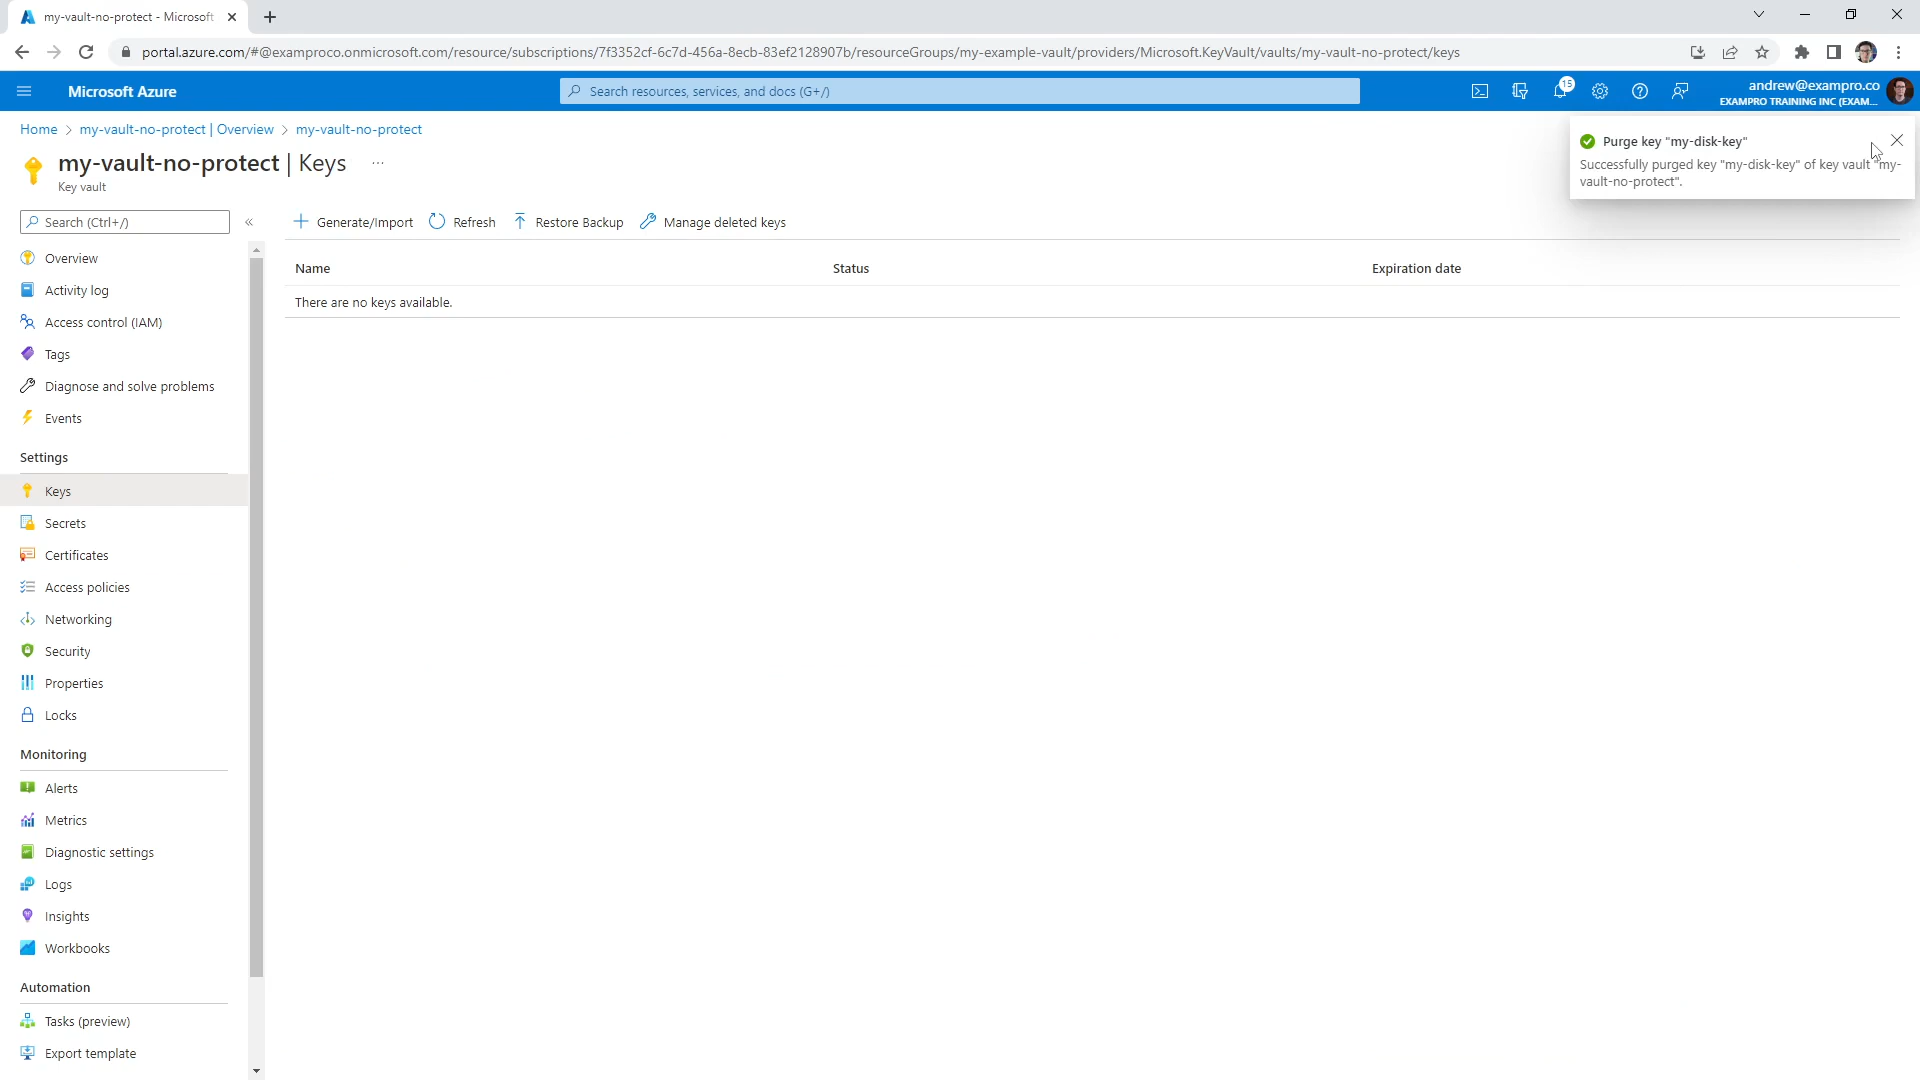 my-vault-no-protect - Microsoft
portal.azure.com/#@examproco.onmicrosoft.com/resource/subscriptions/7f3352cf-6c7d-456a-8ecb-83ef2128907b/resourceGroups/my-example-vault/providers/Microsoft.KeyVault/vaults/my-vault-no-protect/keys
Microsoft Azure
Search resources, services, and docs (G+/)
15
andrew@exampro.co
EXAMPRO TRAINING INC (EXAM...
Home > my-vault-no-protect | Overview > my-vault-no-protect
my-vault-no-protect | Keys ...
Key vault
Purge key "my-disk-key"
Successfully purged key "my-disk-key" of key vault "my-
vault-no-protect".
Search (Ctrl+/)
«
Generate/Import
Refresh
Restore Backup
Manage deleted keys
Name
Status
Expiration date
There are no keys available.
Overview
Activity log
Access control (IAM)
Tags
Diagnose and solve problems
Events
Settings
Keys
Secrets
Certificates
Access policies
Networking
Security
Properties
Locks
Monitoring
Alerts
Metrics
Diagnostic settings
Logs
Insights
Workbooks
Automation
Tasks (preview)
Export template